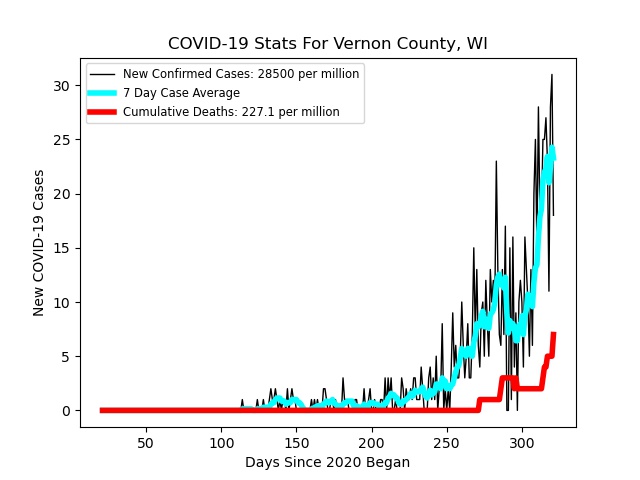 COVID-19 Stats For Vernon County, WI
New Confirmed Cases: 28500 per million
7 Day Case Average
Cumulative Deaths: 227.1 per million
30
25
20
15
10
5
0
New COVID-19 Cases
50 100 150 200 250 300
Days Since 2020 Began